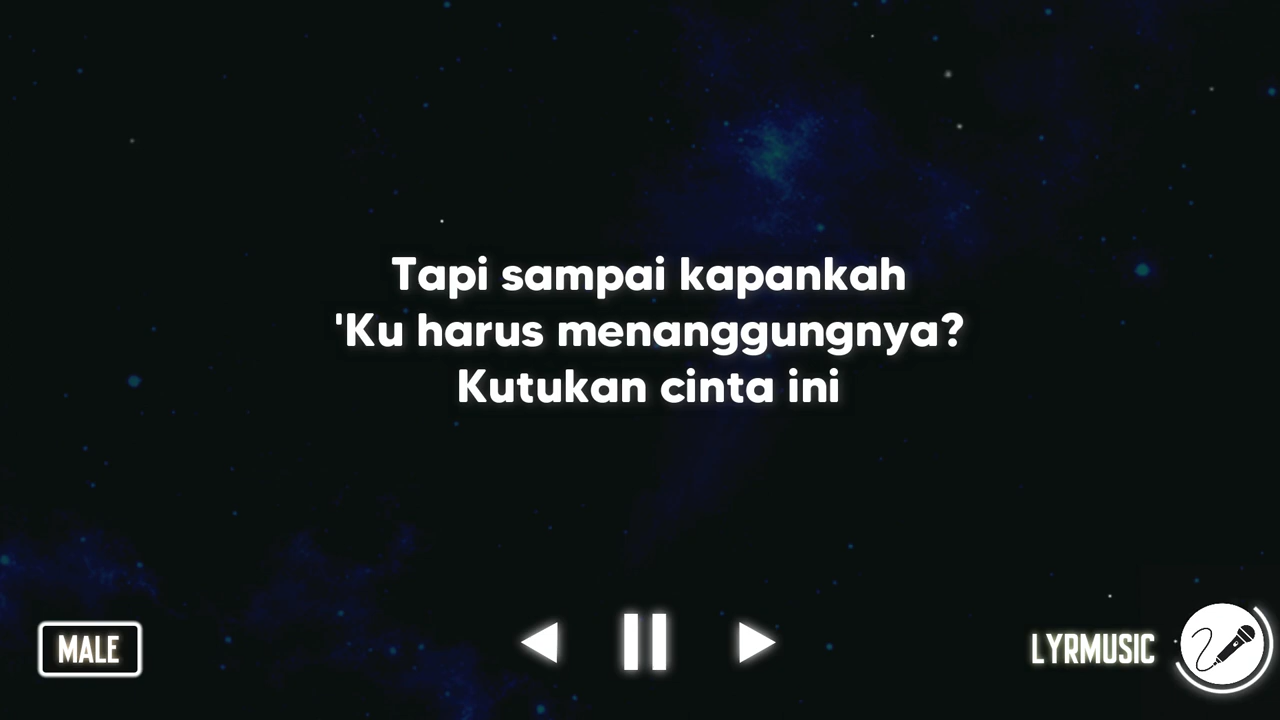 Tapi sampai kapankah
'Ku harus menanggungnya?
Kutukan cinta ini
MALE
LYRMUSIC